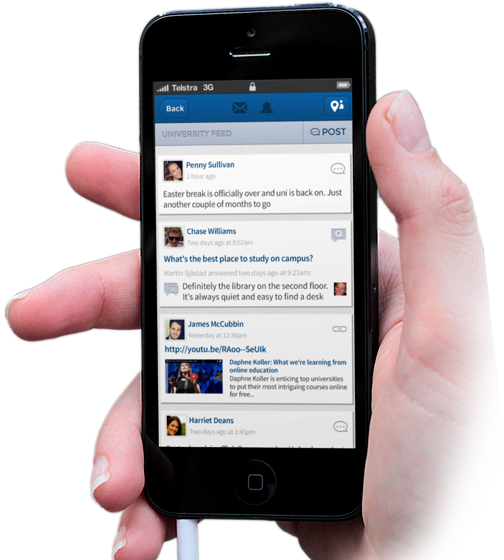 Telstra 3G
Back
UNIVERSITY FEED
POST
Penny Sullivan
1 hour ago
Easter break is officially over and uni is back on. Just
another couple of months to go
Chase Williams
Two days ago at 8:52am
Q
What's the best place to study on campus?
Martin Sjåstad answered two days ago at 9:23am:
A
Definitely the library on the second floor.
It's always quiet and easy to find a desk
James McCubbin
Yesterday at 12:36pm
http://youtu.be/RAoo--SeUIk
Daphne Koller: What we're learning from
online education
Daphne Koller is enticing top universities
to put their most intriguing courses online
for free...
Harriet Deans
Two days ago at 3:45pm